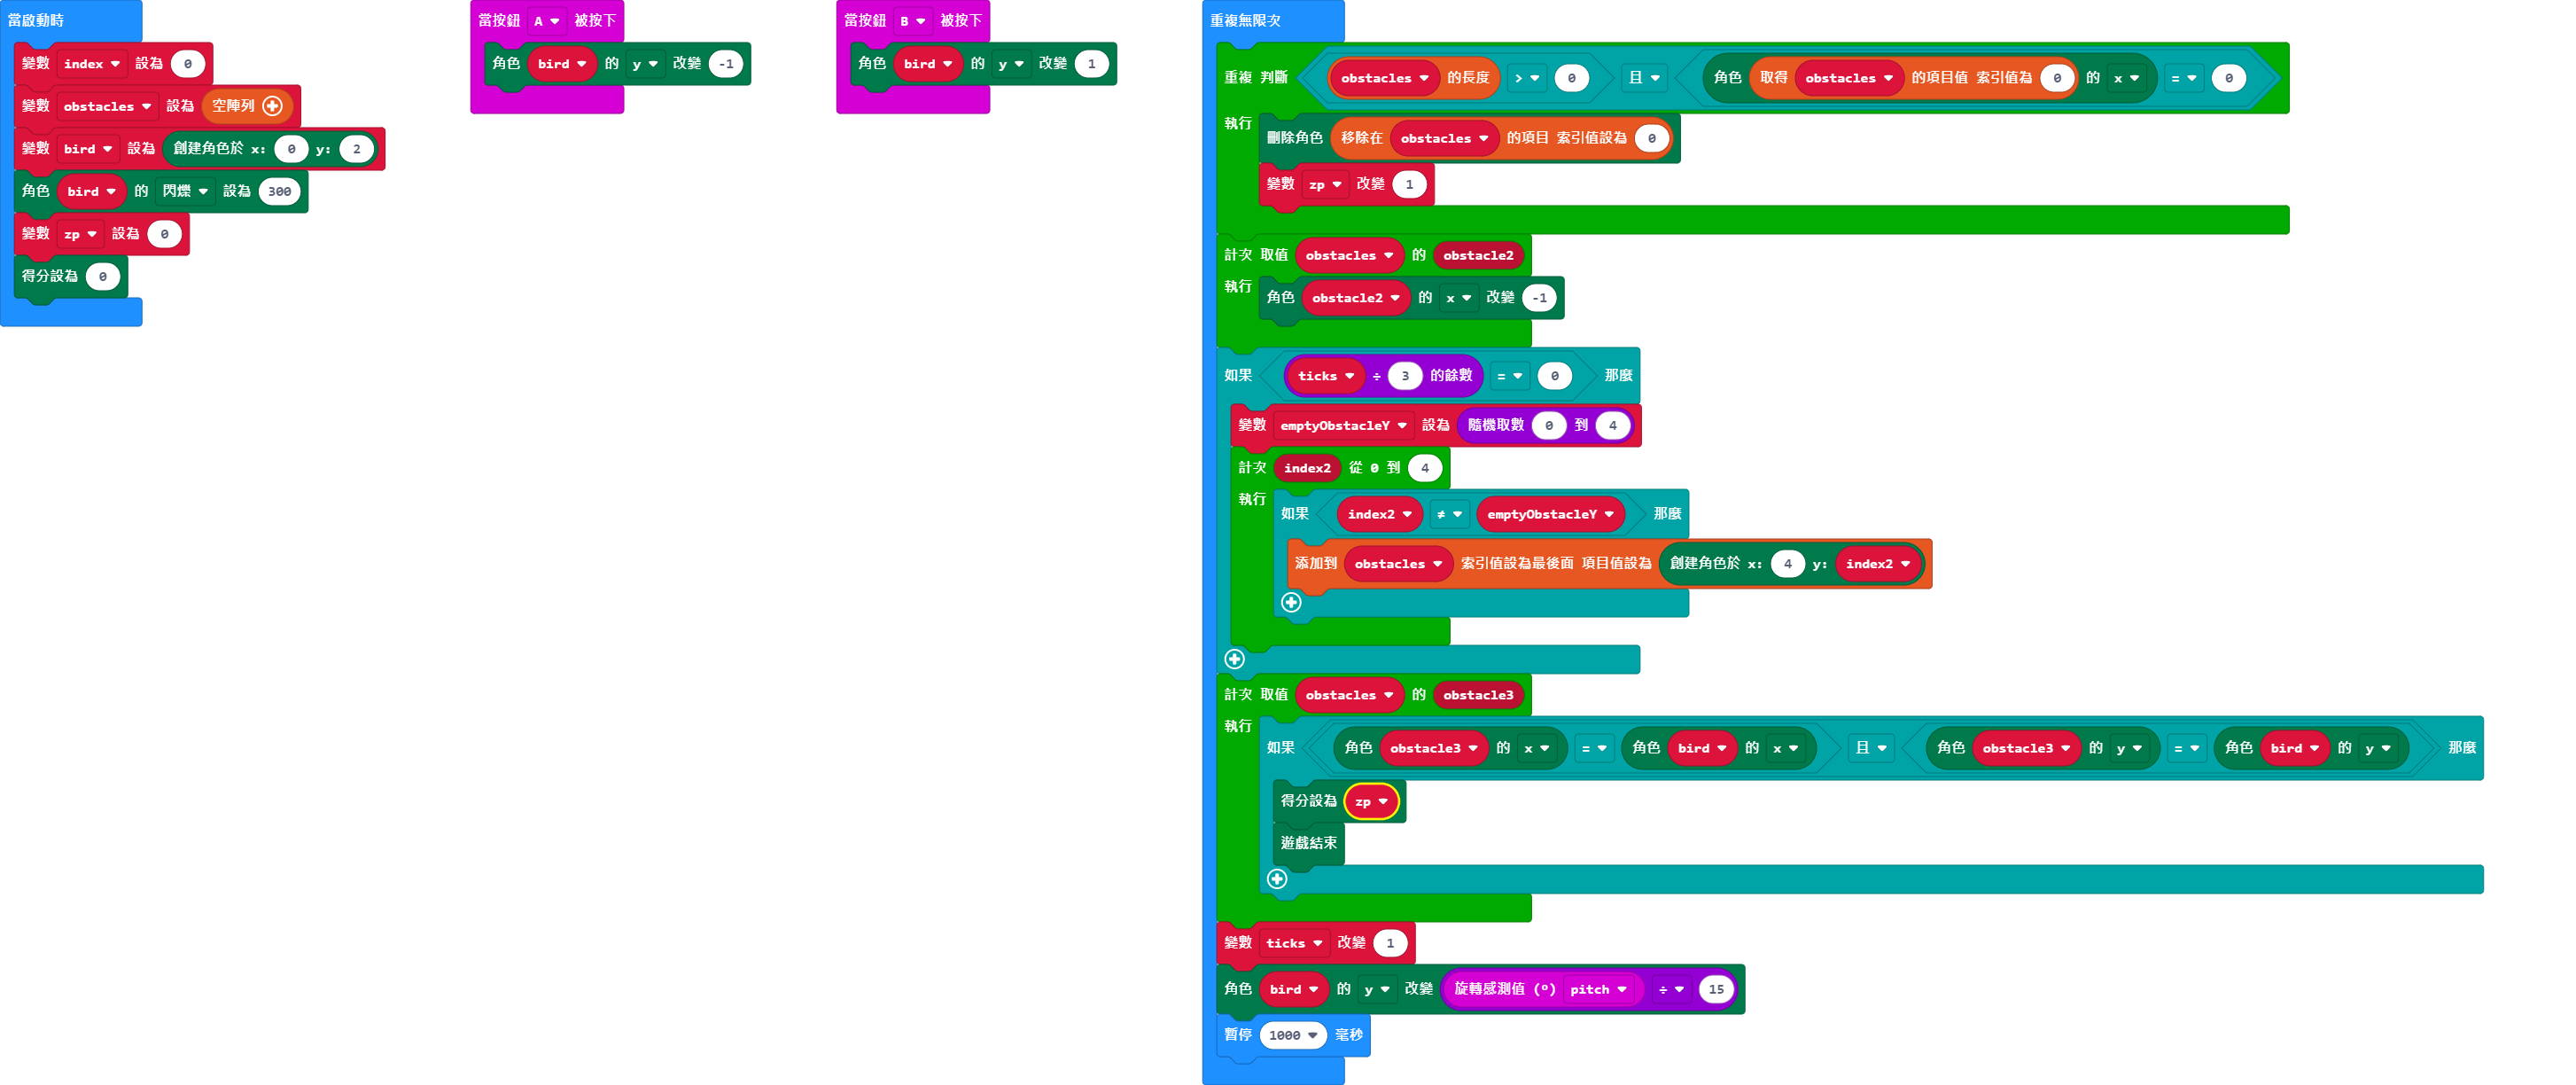 當啟動時
變數 index 設為 0
變數 obstacles 設為 空陣列
變數 bird 設為 創建角色於 x: 0 y: 2
角色 bird 的 閃爍 設為 300
變數 zp 設為 0
得分設為 0
當按鈕 A 被按下
角色 bird 的 y 改變 -1
當按鈕 B 被按下
角色 bird 的 y 改變 1
重複無限次
重複 判斷 obstacles 的長度 > 0 且 角色 取得 obstacles 的項目值 索引值為 0 的 x = 0
執行
刪除角色 移除在 obstacles 的項目 索引值設為 0
變數 zp 改變 1
計次 取值 obstacles 的 obstacle2
執行
角色 obstacle2 的 x 改變 -1
如果 ticks ÷ 3 的餘數 = 0 那麼
變數 emptyObstacleY 設為 隨機取數 0 到 4
計次 index2 從 0 到 4
執行
如果 index2 ≠ emptyObstacleY 那麼
添加到 obstacles 索引值設為最後面 項目值設為 創建角色於 x: 4 y: index2
計次 取值 obstacles 的 obstacle3
執行
如果 角色 obstacle3 的 x = 角色 bird 的 x 且 角色 obstacle3 的 y = 角色 bird 的 y 那麼
得分設為 zp
遊戲結束
變數 ticks 改變 1
角色 bird 的 y 改變 旋轉感測值 (º) pitch ÷ 15
暫停 1000 毫秒